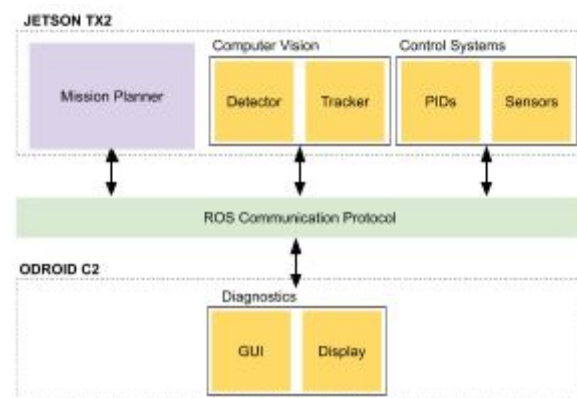 JETSON TX2
Computer Vision
Control Systems
Mission Planner
Detector
Tracker
PIDs
Sensors
ROS Communication Protocol
ODROID C2
Diagnostics
GUI
Display